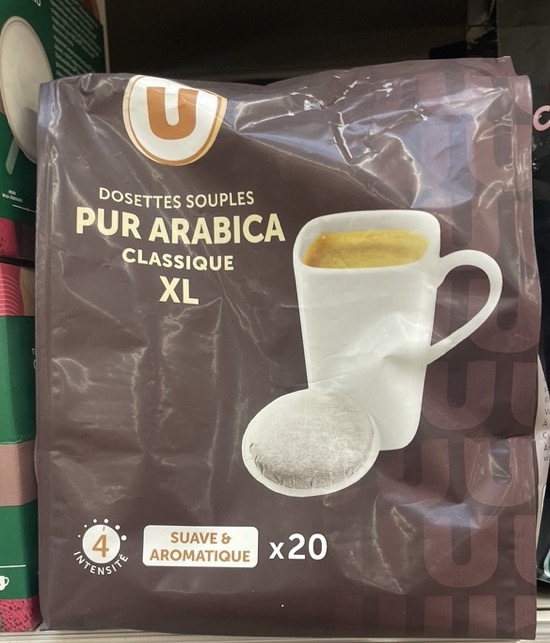 U
DOSETTES SOUPLES
PUR ARABICA
CLASSIQUE
XL
4
INTENSITÉ
SUAVE &
AROMATIQUE
x20